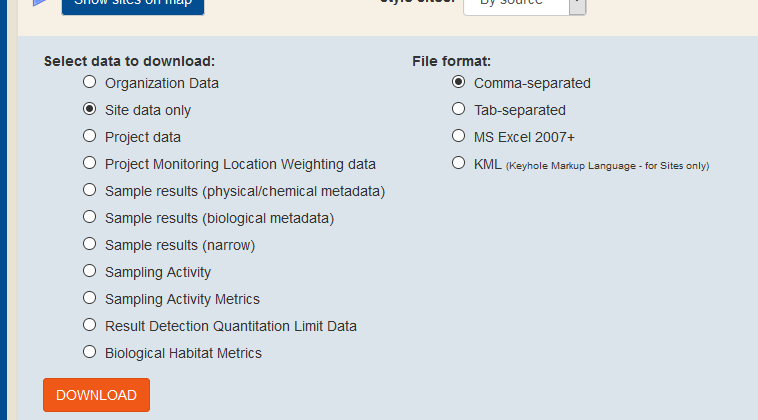 Show sites on map
style sites: By source
Select data to download:
Organization Data
Site data only
Project data
Project Monitoring Location Weighting data
Sample results (physical/chemical metadata)
Sample results (biological metadata)
Sample results (narrow)
Sampling Activity
Sampling Activity Metrics
Result Detection Quantitation Limit Data
Biological Habitat Metrics
File format:
Comma-separated
Tab-separated
MS Excel 2007+
KML (Keyhole Markup Language - for Sites only)
DOWNLOAD